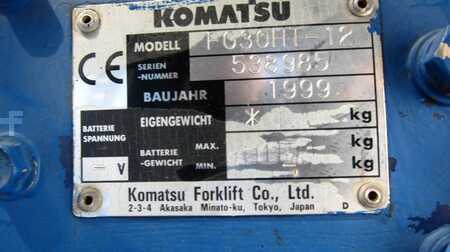 KOMATSU
MODELL FG30HT-12
SERIEN -NUMMER 538985
BAUJAHR 1999
EIGENGEWICHT * kg
BATTERIE SPANNUNG - V
BATTERIE -GEWICHT MAX. kg
MIN. kg
Komatsu Forklift Co., Ltd.
2-3-4 Akasaka Minato-ku, Tokyo, Japan D
CE